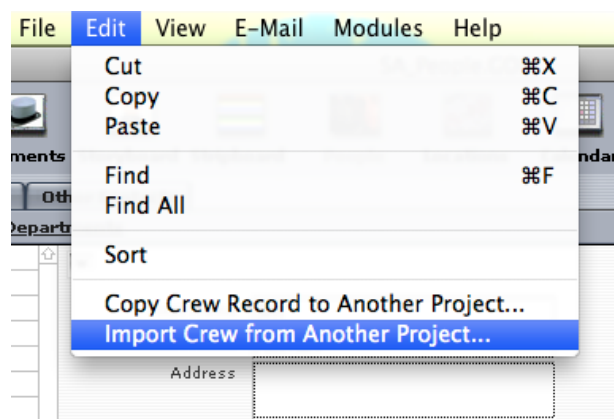 File Edit View E-Mail Modules Help
Cut ⌘X
Copy ⌘C
Paste ⌘V
Find ⌘F
Find All
Sort
Copy Crew Record to Another Project...
Import Crew from Another Project...
Address